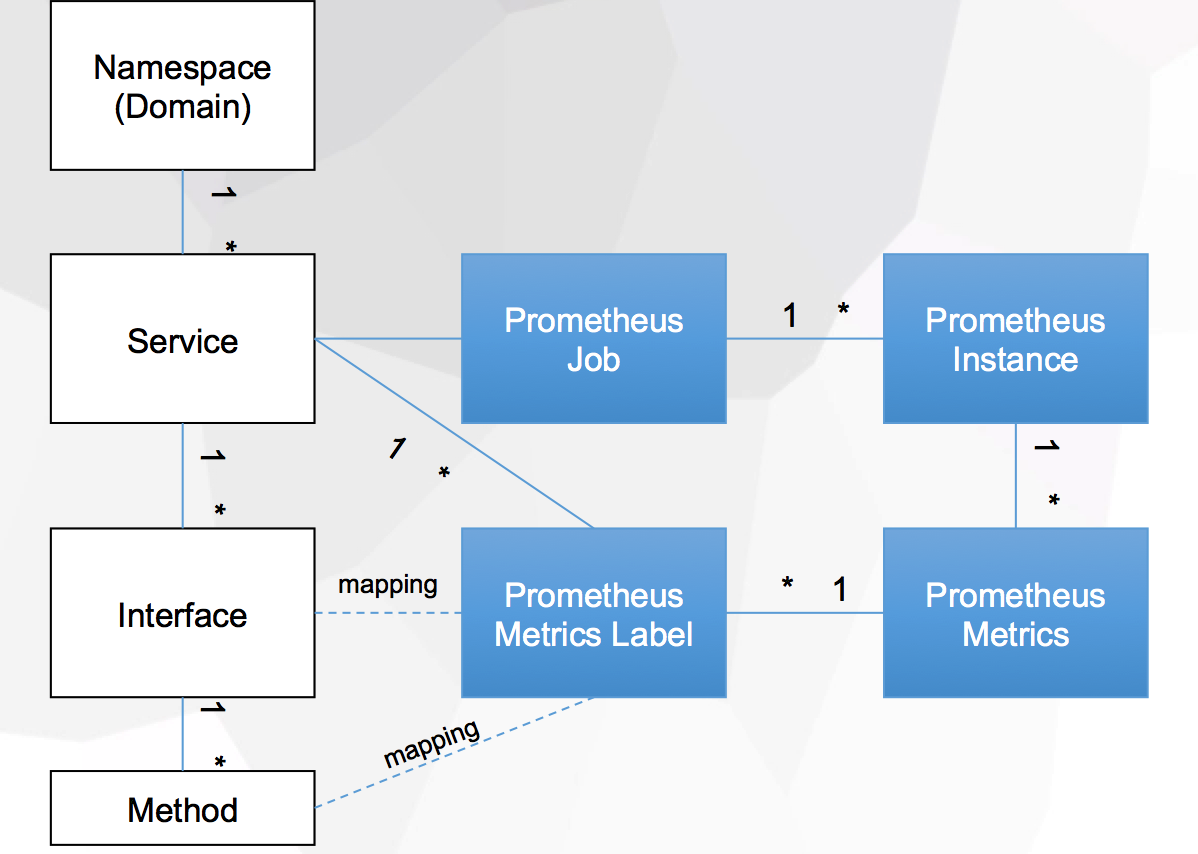 Namespace
(Domain)
1
*
Service
Prometheus
Job
1 *
Prometheus
Instance
1
*
1
*
1
*
Interface
mapping
Prometheus
Metrics Label
* 1
Prometheus
Metrics
1
*
mapping
Method